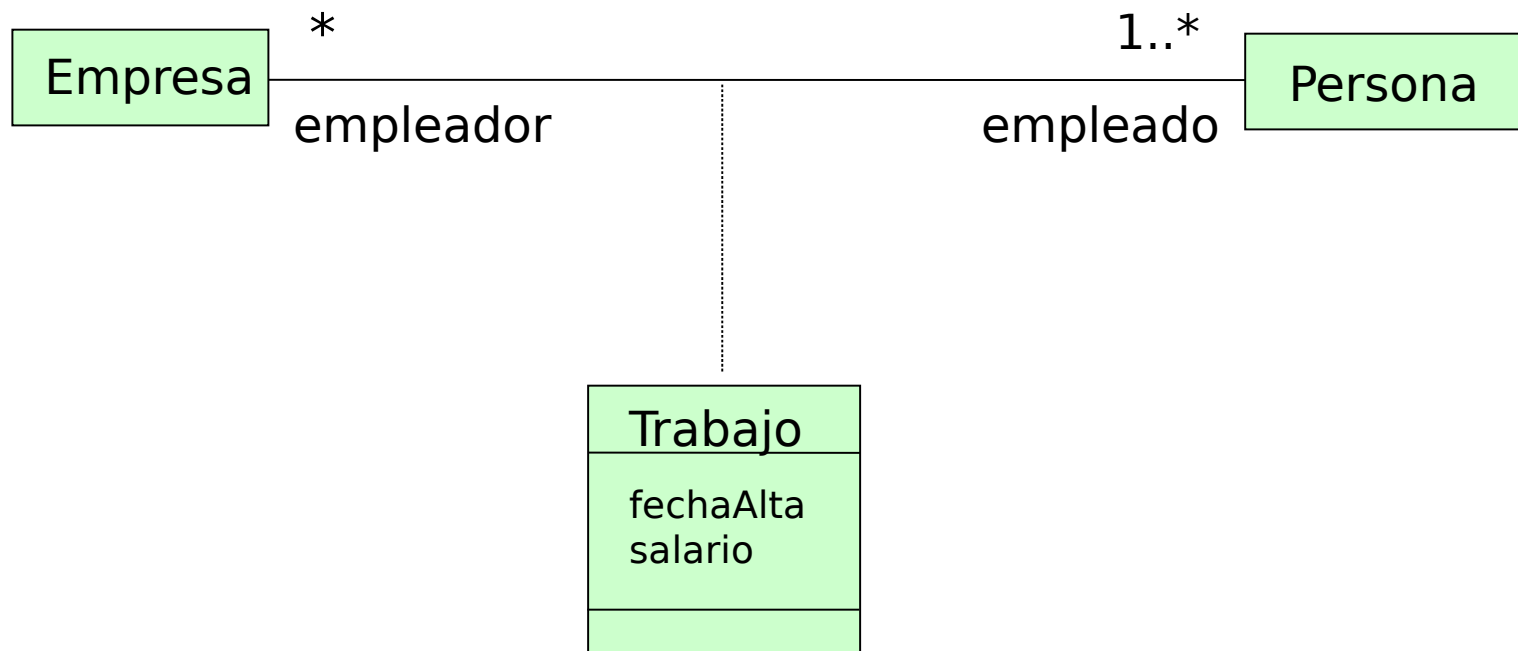 *
1..*
Empresa
Persona
empleador
empleado
Trabajo
fechaAlta
salario